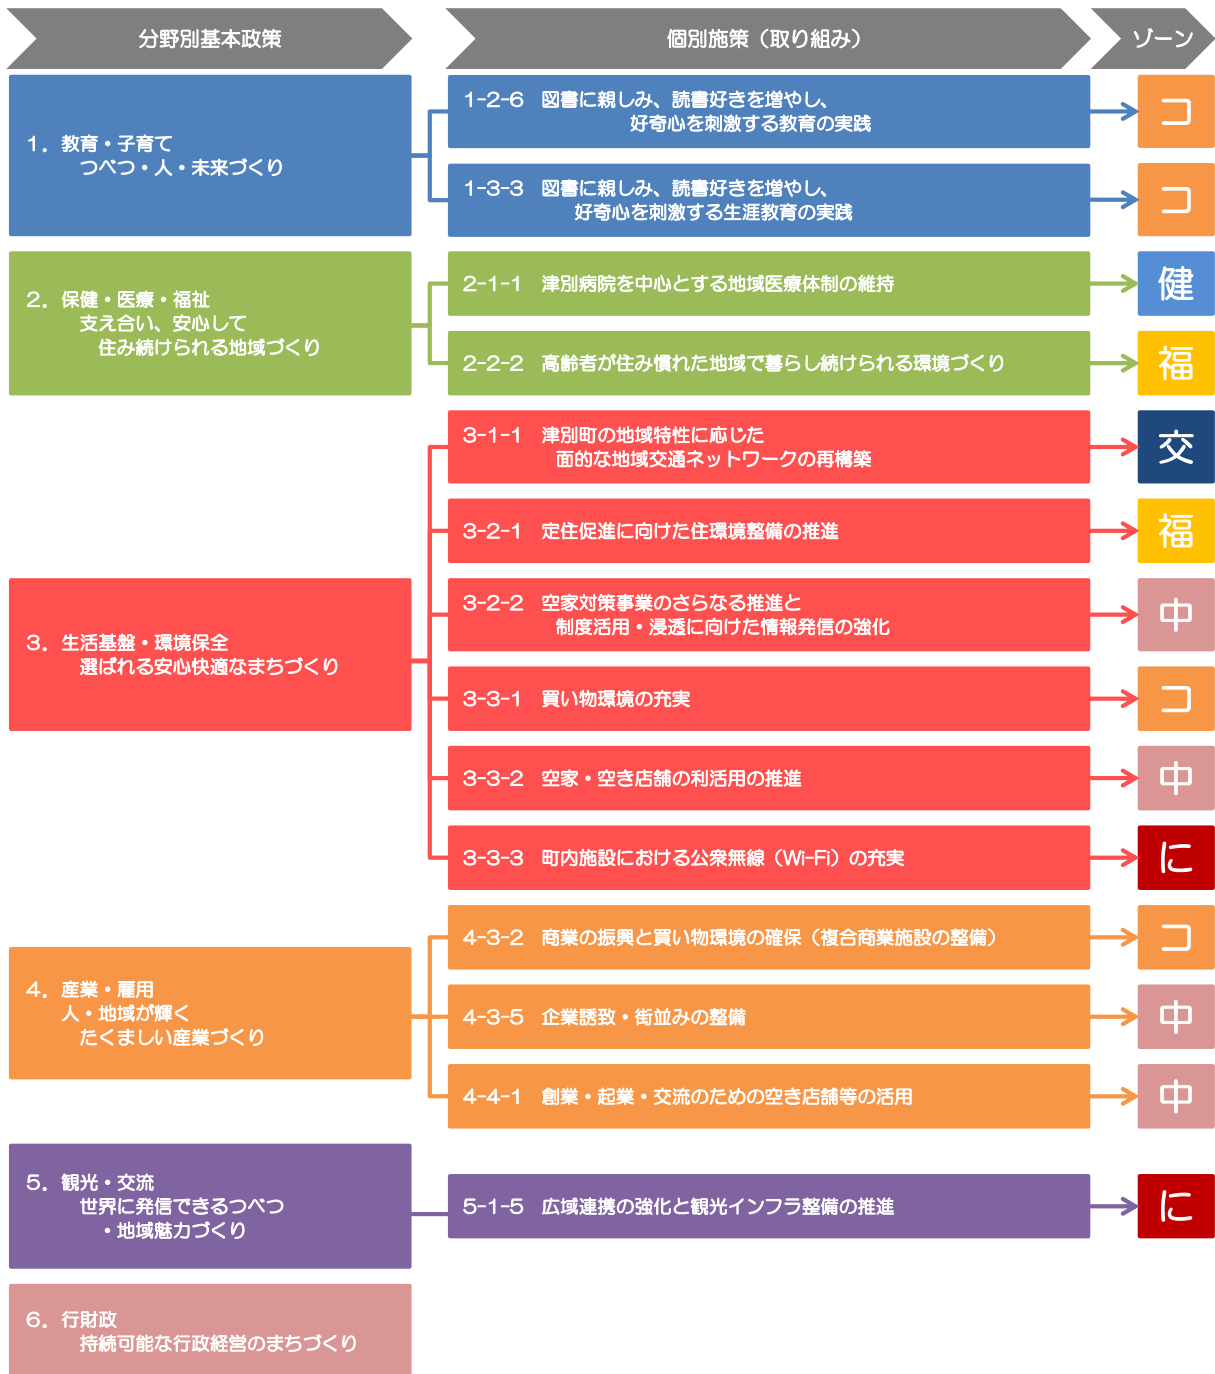 分野別基本政策
個別施策（取り組み）
ゾーン
1．教育・子育て
つべつ・人・未来づくり
1-2-6　図書に親しみ、読書好きを増やし、
好奇心を刺激する教育の実践
コ
1-3-3　図書に親しみ、読書好きを増やし、
好奇心を刺激する生涯教育の実践
コ
2．保健・医療・福祉
支え合い、安心して
住み続けられる地域づくり
2-1-1　津別病院を中心とする地域医療体制の維持
健
2-2-2　高齢者が住み慣れた地域で暮らし続けられる環境づくり
福
3．生活基盤・環境保全
選ばれる安心快適なまちづくり
3-1-1　津別町の地域特性に応じた
面的な地域交通ネットワークの再構築
交
3-2-1　定住促進に向けた住環境整備の推進
福
3-2-2　空家対策事業のさらなる推進と
制度活用・浸透に向けた情報発信の強化
中
3-3-1　買い物環境の充実
コ
3-3-2　空家・空き店舗の利活用の推進
中
3-3-3　町内施設における公衆無線（Wi-Fi）の充実
に
4．産業・雇用
人・地域が輝く
たくましい産業づくり
4-3-2　商業の振興と買い物環境の確保（複合商業施設の整備）
コ
4-3-5　企業誘致・街並みの整備
中
4-4-1　創業・起業・交流のための空き店舗等の活用
中
5．観光・交流
世界に発信できるつべつ
・地域魅力づくり
5-1-5　広域連携の強化と観光インフラ整備の推進
に
6．行財政
持続可能な行政経営のまちづくり